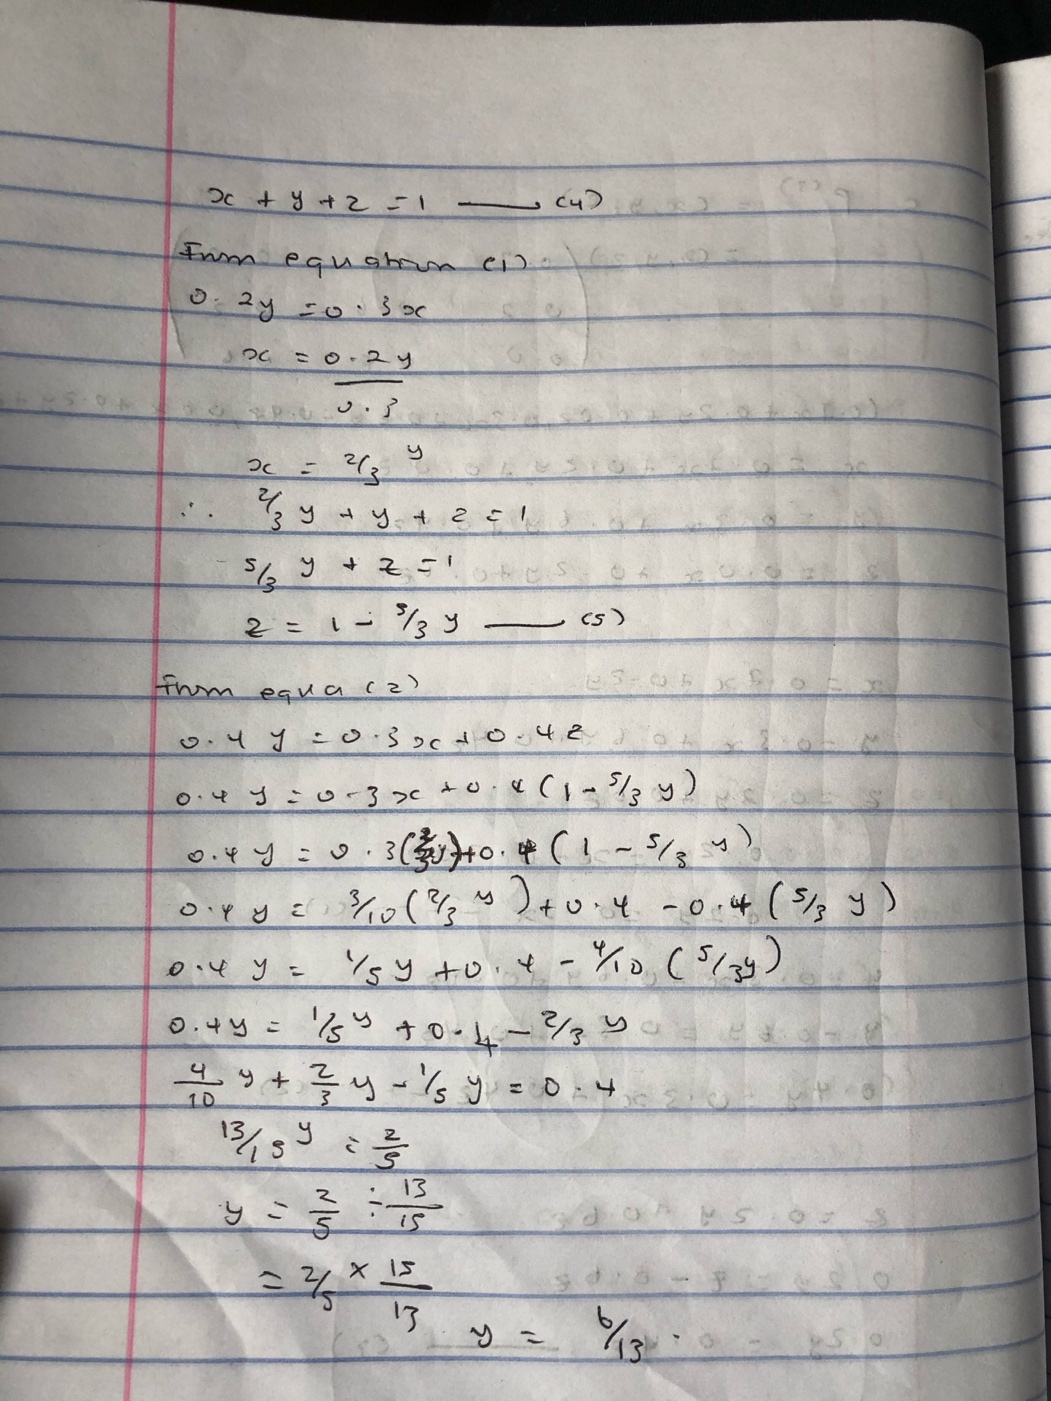 x + y + z = 1 —— (4)
From equation (1)
0.2y = 0.3x
x = 0.2y
0.3
x = 2/3 y
∴ 2/3 y + y + z = 1
5/3 y + z = 1
z = 1 - 5/3 y —— (5)
From equa (2)
0.4 y = 0.3x + 0.4z
0.4 y = 0.3x + 0.4 (1 - 5/3 y)
0.4 y = 0.3(2/3y) + 0.4 (1 - 5/3 y)
0.4 y = 3/10 (2/3 y) + 0.4 - 0.4 (5/3 y)
0.4 y = 1/5 y + 0.4 - 4/10 (5/3y)
0.4y = 1/5 y + 0.4 - 2/3 y
4/10 y + 2/3 y - 1/5 y = 0.4
13/15 y = 2/5
y = 2/5 ÷ 13/15
= 2/5 × 15/13
y = 6/13.